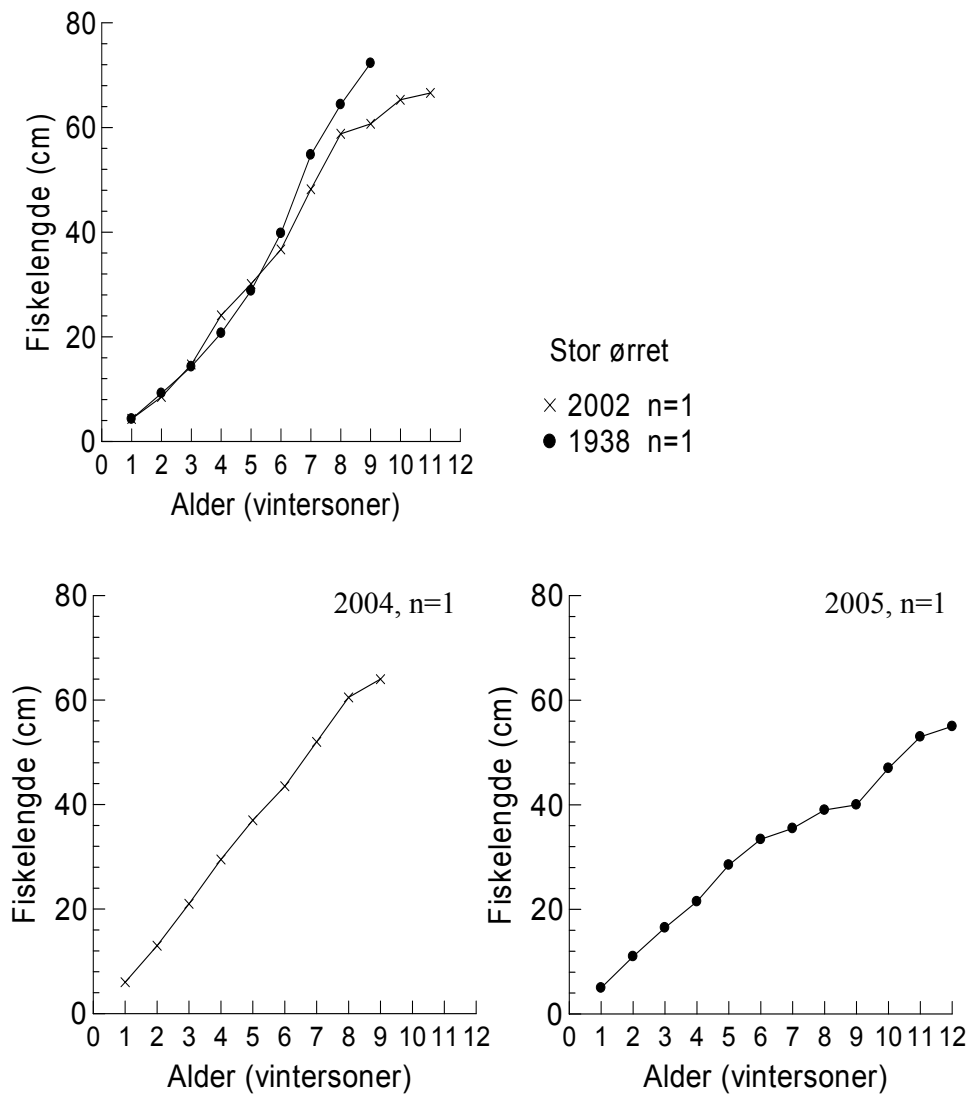 80
60
40
20
0
Fiskelengde (cm)
0 1 2 3 4 5 6 7 8 9 10 11 12
Alder (vintersoner)
Stor ørret
× 2002 n=1
● 1938 n=1
80
60
40
20
0
Fiskelengde (cm)
2004, n=1
0 1 2 3 4 5 6 7 8 9 10 11 12
Alder (vintersoner)
80
60
40
20
0
Fiskelengde (cm)
2005, n=1
0 1 2 3 4 5 6 7 8 9 10 11 12
Alder (vintersoner)